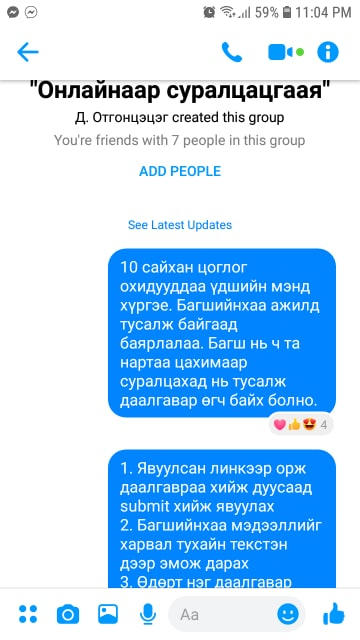 59% 11:04 PM
"Онлайнаар суралцацгаая"
Д. Отгонцэцэг created this group
You're friends with 7 people in this group
ADD PEOPLE
See Latest Updates
10 сайхан цоглог
охидууддаа үдшийн мэнд
хүргэе. Багшийнхаа ажилд
тусалж байгаад
баярлалаа. Багш нь ч та
нартаа цахимаар
суралцахад нь тусалж
даалгавар өгч байх болно.
4
1. Явуулсан линкээр орж
даалгавраа хийж дуусаад
submit хийж явуулах
2. Багшийнхаа мэдээллийг
харвал тухайн текстэн
дээр эмож дарах
3. Өдөрт нэг даалгавар
Aa